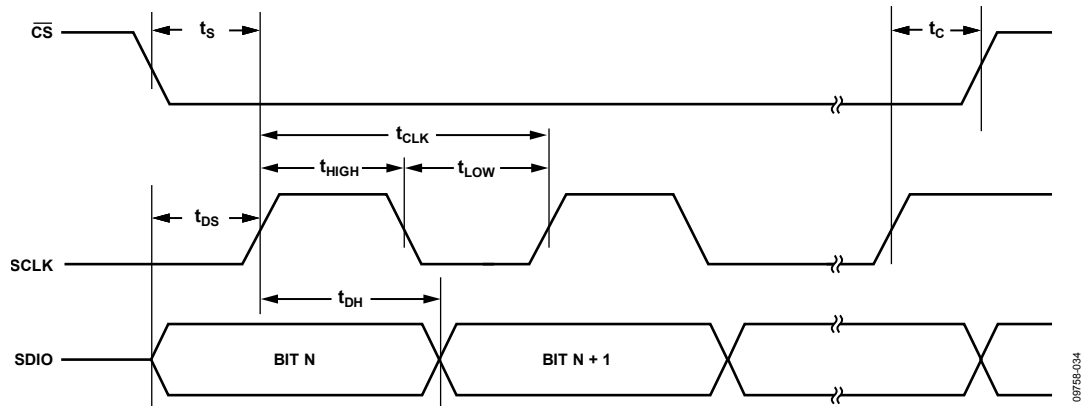 CS
tS
tC
tCLK
tHIGH
tLOW
tDS
SCLK
tDH
SDIO
BIT N
BIT N + 1
09758-034